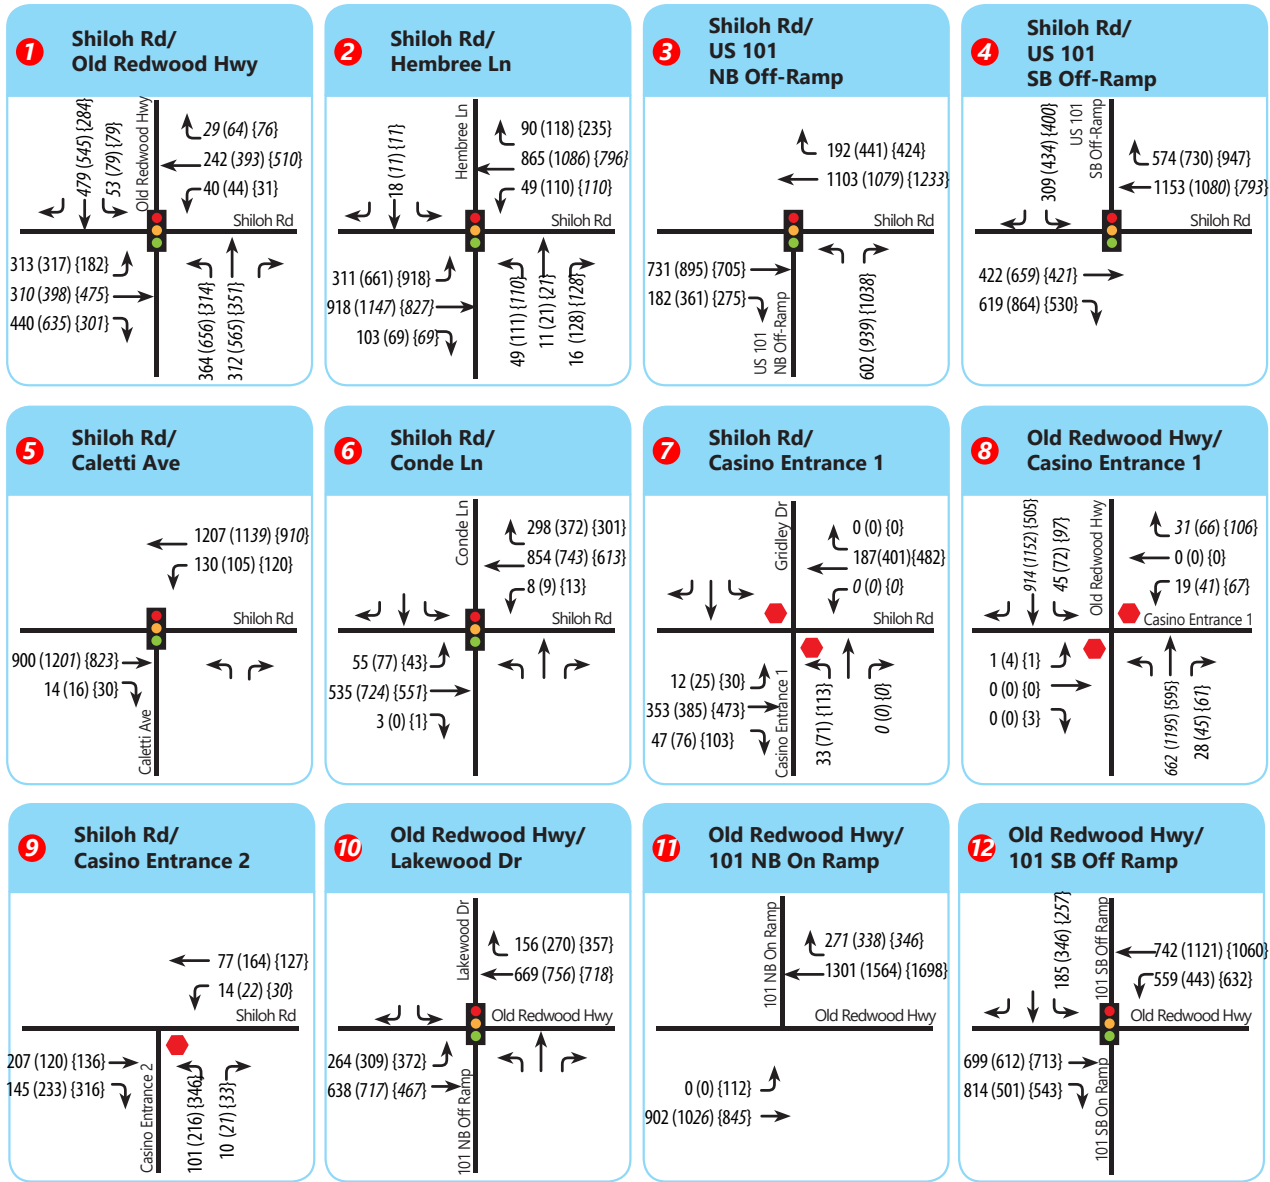 1
Shiloh Rd/
Old Redwood Hwy
479 (545) {284}
53 (79) {79}
Old Redwood Hwy
29 (64) {76}
242 (393) {510}
40 (44) {31}
Shiloh Rd
313 (317) {182}
310 (398) {475}
440 (635) {301}
364 (656) {314}
312 (565) {351}
2
Shiloh Rd/
Hembree Ln
18 (11) {11}
Hembree Ln
90 (118) {235}
865 (1086) {796}
49 (110) {110}
Shiloh Rd
311 (661) {918}
918 (1147) {827}
103 (69) {69}
49 (111) {110}
11 (21) {21}
16 (128) {128}
3
Shiloh Rd/
US 101
NB Off-Ramp
192 (441) {424}
1103 (1079) {1233}
Shiloh Rd
731 (895) {705}
182 (361) {275}
US 101
NB Off-Ramp
602 (939) {1038}
4
Shiloh Rd/
US 101
SB Off-Ramp
309 (434) {400}
US 101
SB Off-Ramp
574 (730) {947}
1153 (1080) {793}
Shiloh Rd
422 (659) {421}
619 (864) {530}
5
Shiloh Rd/
Caletti Ave
1207 (1139) {910}
130 (105) {120}
Shiloh Rd
900 (1201) {823}
14 (16) {30}
Caletti Ave
6
Shiloh Rd/
Conde Ln
Conde Ln
298 (372) {301}
854 (743) {613}
8 (9) {13}
Shiloh Rd
55 (77) {43}
535 (724) {551}
3 (0) {1}
7
Shiloh Rd/
Casino Entrance 1
Gridley Dr
0 (0) {0}
187(401){482}
0 (0) {0}
Shiloh Rd
12 (25) {30}
353 (385) {473}
47 (76) {103}
Casino Entrance 1
33 (71) {113}
0 (0) {0}
8
Old Redwood Hwy/
Casino Entrance 1
914 (1152) {505}
45 (72) {97}
Old Redwood Hwy
31 (66) {106}
0 (0) {0}
19 (41) {67}
Casino Entrance 1
1 (4) {1}
0 (0) {0}
0 (0) {3}
662 (1195) {595}
28 (45) {61}
9
Shiloh Rd/
Casino Entrance 2
77 (164) {127}
14 (22) {30}
Shiloh Rd
207 (120) {136}
145 (233) {316}
Casino Entrance 2
101 (216) {346}
10 (21) {33}
10
Old Redwood Hwy/
Lakewood Dr
Lakewood Dr
156 (270) {357}
669 (756) {718}
Old Redwood Hwy
264 (309) {372}
638 (717) {467}
101 NB Off Ramp
11
Old Redwood Hwy/
101 NB On Ramp
101 NB On Ramp
271 (338) {346}
1301 (1564) {1698}
Old Redwood Hwy
0 (0) {112}
902 (1026) {845}
12
Old Redwood Hwy/
101 SB Off Ramp
185 (346) {257}
101 SB Off Ramp
742 (1121) {1060}
559 (443) {632}
Old Redwood Hwy
699 (612) {713}
814 (501) {543}
101 SB On Ramp